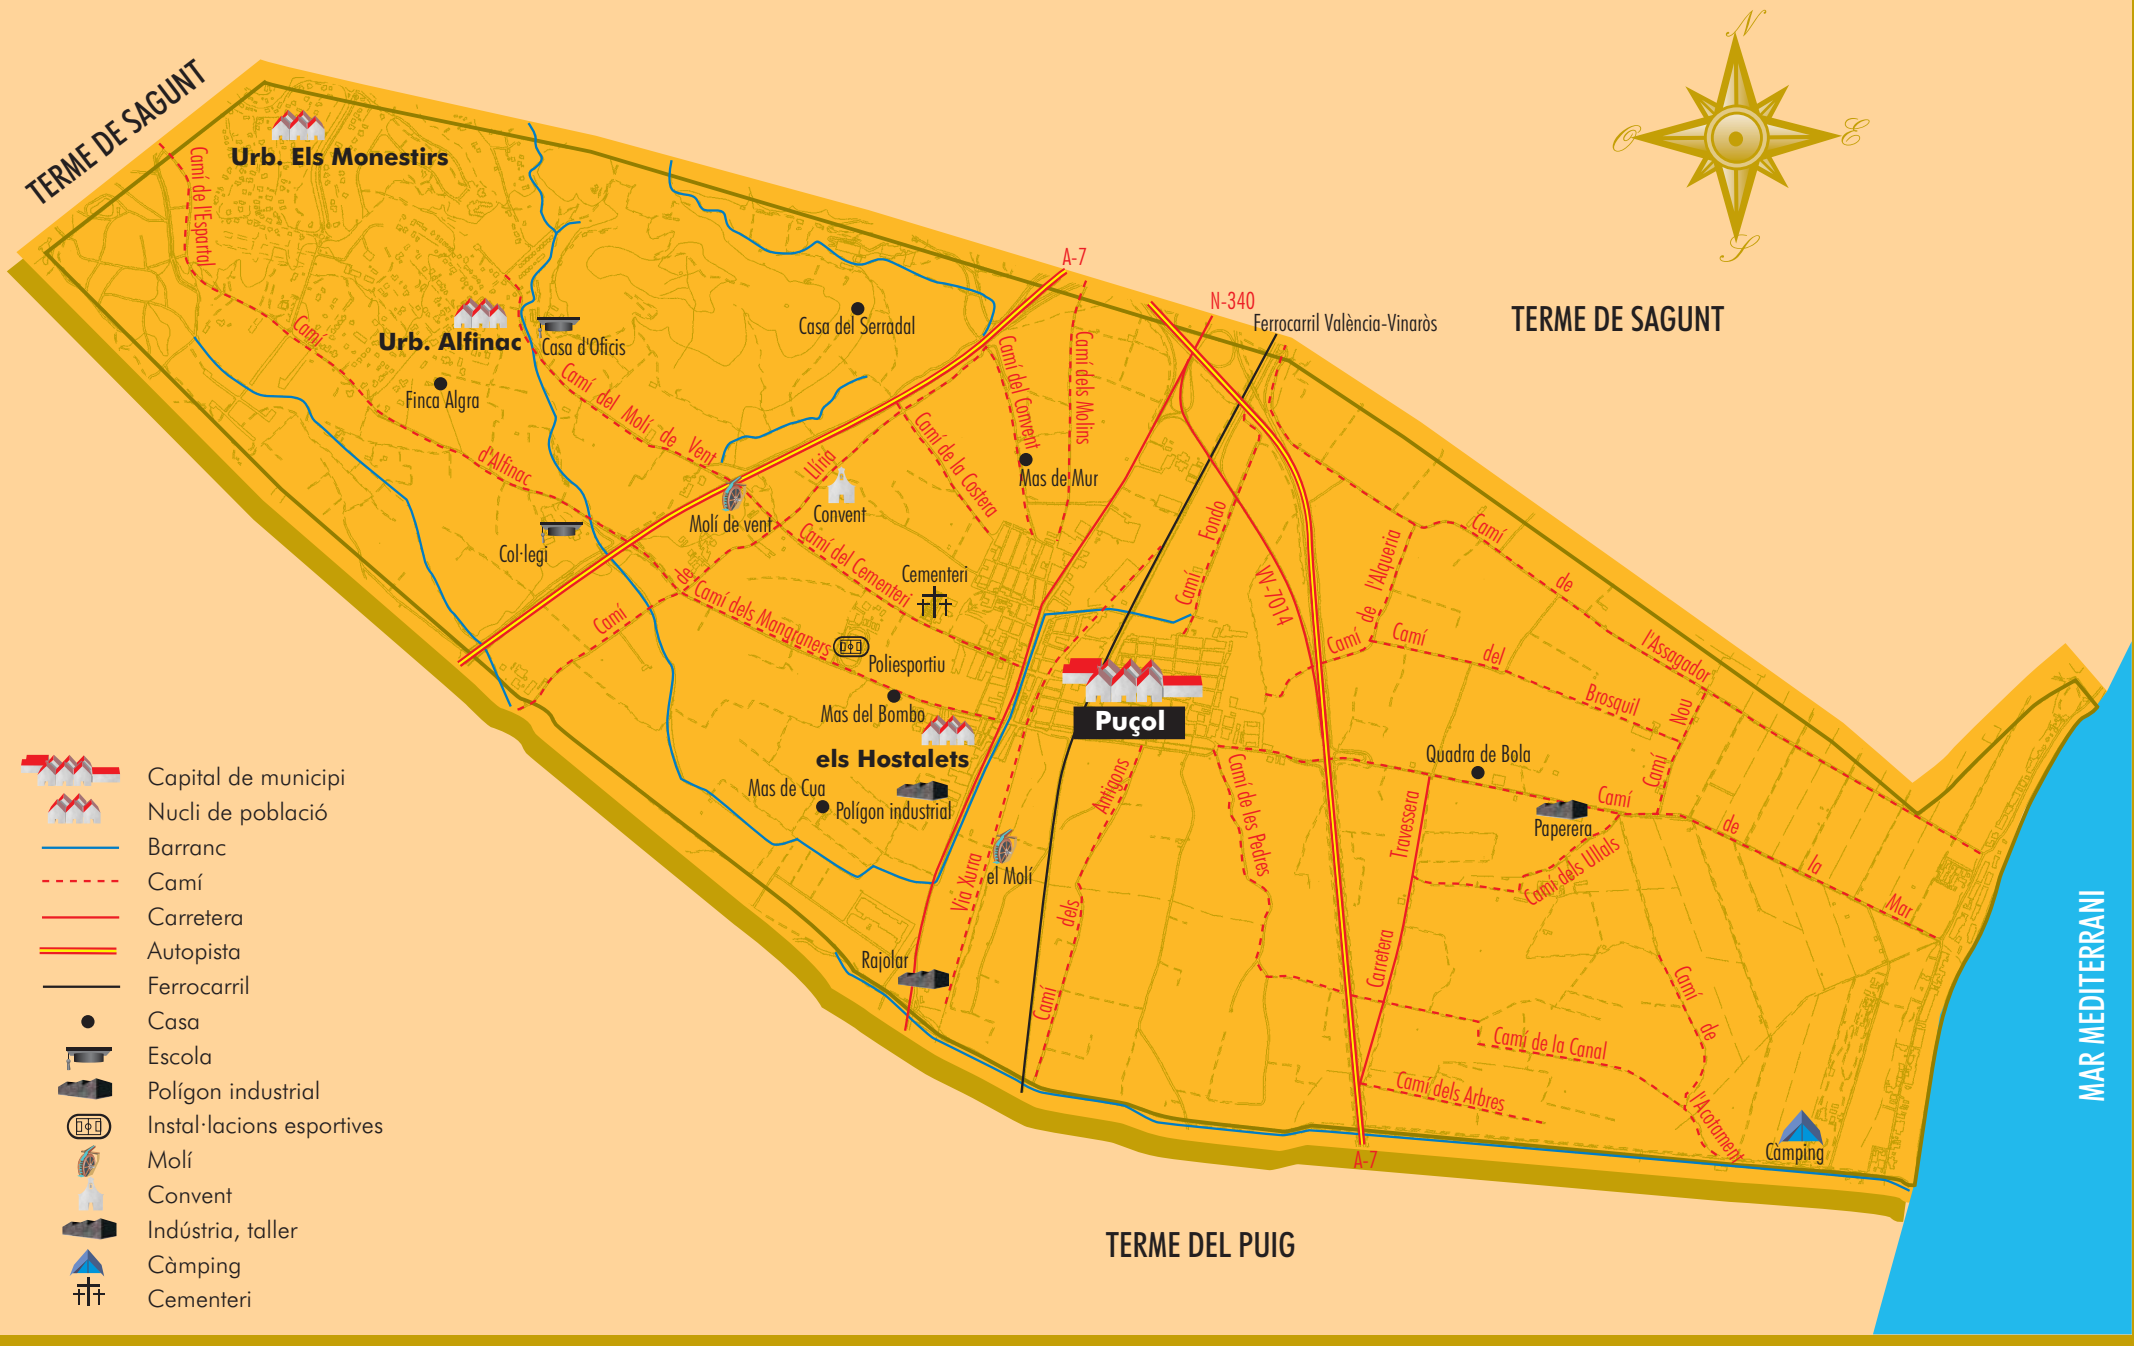 N
O
E
S
TERME DE SAGUNT
Urb. Els Monestirs
Camí de l'Espartal
A-7
N-340
Ferrocarril València-Vinaròs
TERME DE SAGUNT
Casa del Serradal
Urb. Alfinac
Casa d'Oficis
Camí
Finca Algra
Camí del Molí de Vent
Camí del Convent
Camí dels Molins
Camí de la Costera
Mas de Mur
d'Alfinac
Llíria
Molí de vent
Convent
Col·legi
Camí del Cementeri
Cementeri
Camí Fondo
VV-7014
Camí de l'Alqueria
Camí de l'Assagador
Camí de
Camí dels Mangraners
Poliesportiu
Camí del Brosquil
Camí Nou
Mas del Bombo
Puçol
els Hostalets
Quadra de Bola
Mas de Cua
Polígon industrial
Camí dels Antigons
Camí de les Pedres
Carretera Travessera
Paperera
Camí de la Mar
Camí dels Ullals
Via Xurra
el Molí
Rajolar
Camí de l'Acotament
Camí de la Canal
Camí dels Arbres
Càmping
A-7
MAR MEDITERRANI
TERME DEL PUIG
Capital de municipi
Nucli de població
Barranc
Camí
Carretera
Autopista
Ferrocarril
Casa
Escola
Polígon industrial
Instal·lacions esportives
Molí
Convent
Indústria, taller
Càmping
Cementeri